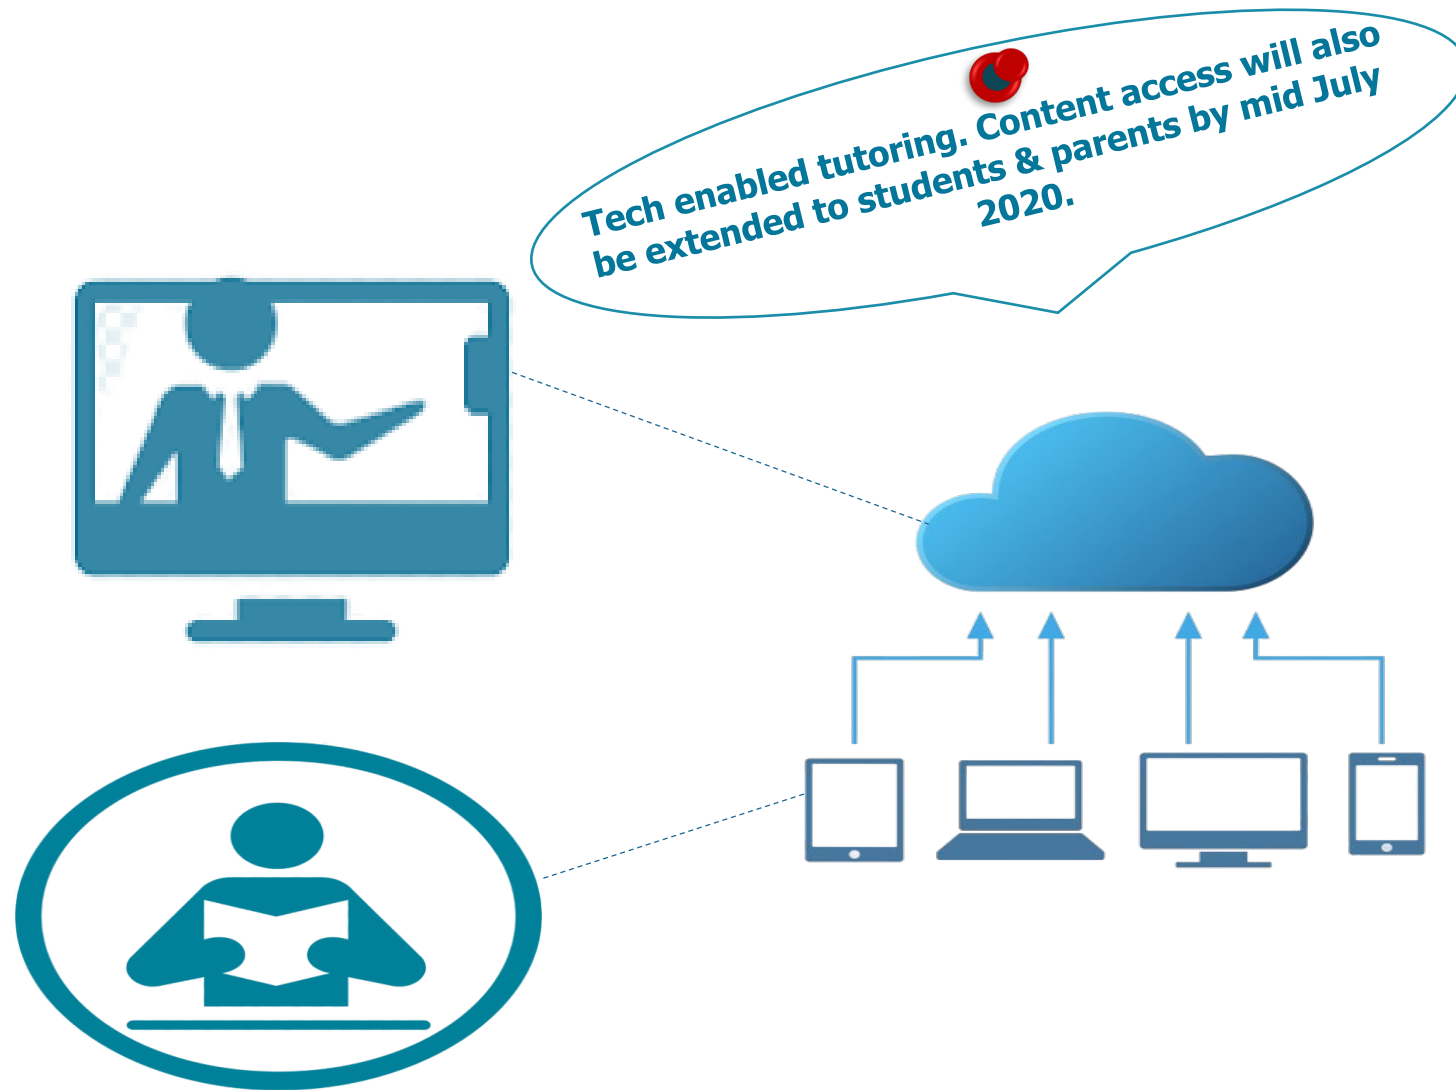 Tech enabled tutoring. Content access will also
be extended to students & parents by mid July
2020.